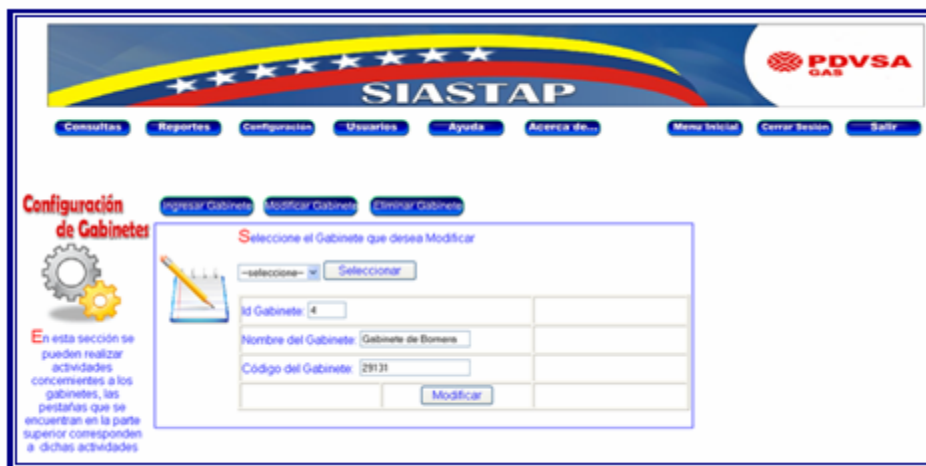 PDVSA
GAS
SIASTAP
Consultas Reportes Configuración Usuarios Ayuda Acerca de... Menu Inicial Cerrar Sesión Salir
Configuración
de Gabinetes
Ingresar Gabinete Modificar Gabinete Eliminar Gabinete
Seleccione el Gabinete que desea Modificar
--seleccione-- Seleccionar
Id Gabinete: 4
Nombre del Gabinete: Gabinete de Bornera
Código del Gabinete: 29131
Modificar
En esta sección se
pueden realizar
actividades
concernientes a los
gabinetes, las
pestañas que se
encuentran en la parte
superior corresponden
a dichas actividades